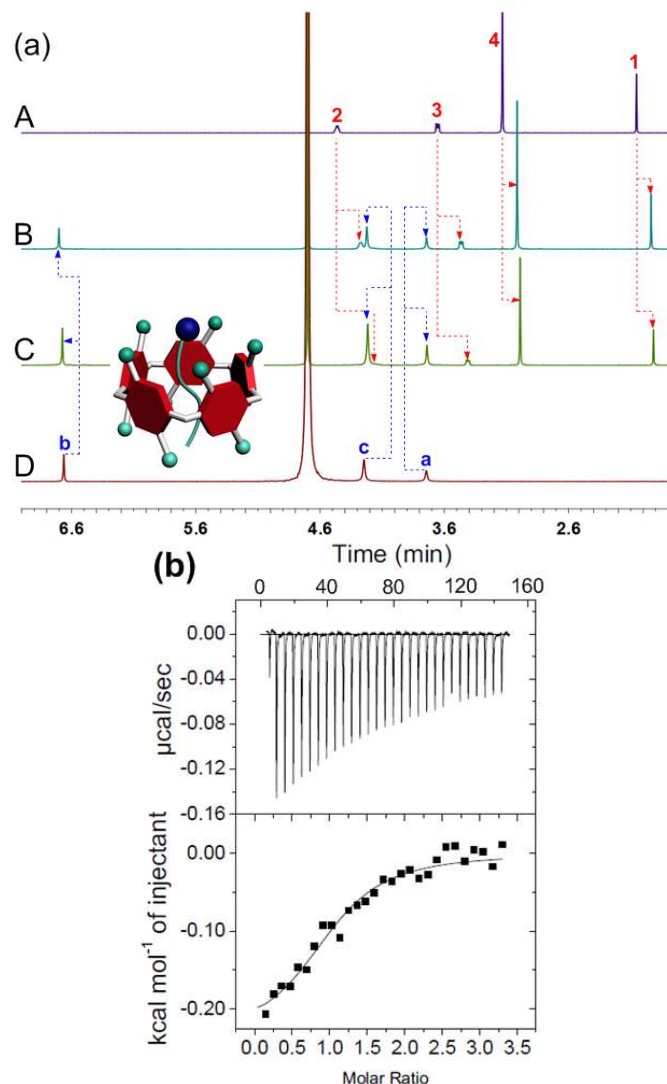 (a)
4
1
2
3
A
B
C
b
c
a
D
6.6 5.6 4.6 3.6 2.6
Time (min)
(b)
0 40 80 120 160
0.00
-0.04
-0.08
-0.12
-0.16
µcal/sec
0.00
-0.10
-0.20
kcal mol⁻¹ of injectant
0.0 0.5 1.0 1.5 2.0 2.5 3.0 3.5
Molar Ratio